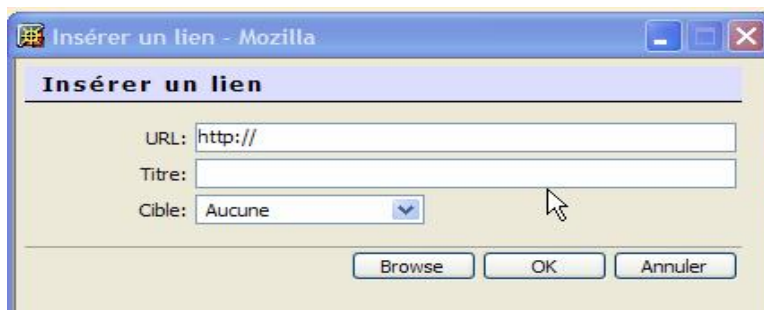 Insérer un lien - Mozilla
Insérer un lien
URL: http://
Titre:
Cible: Aucune
Browse OK Annuler